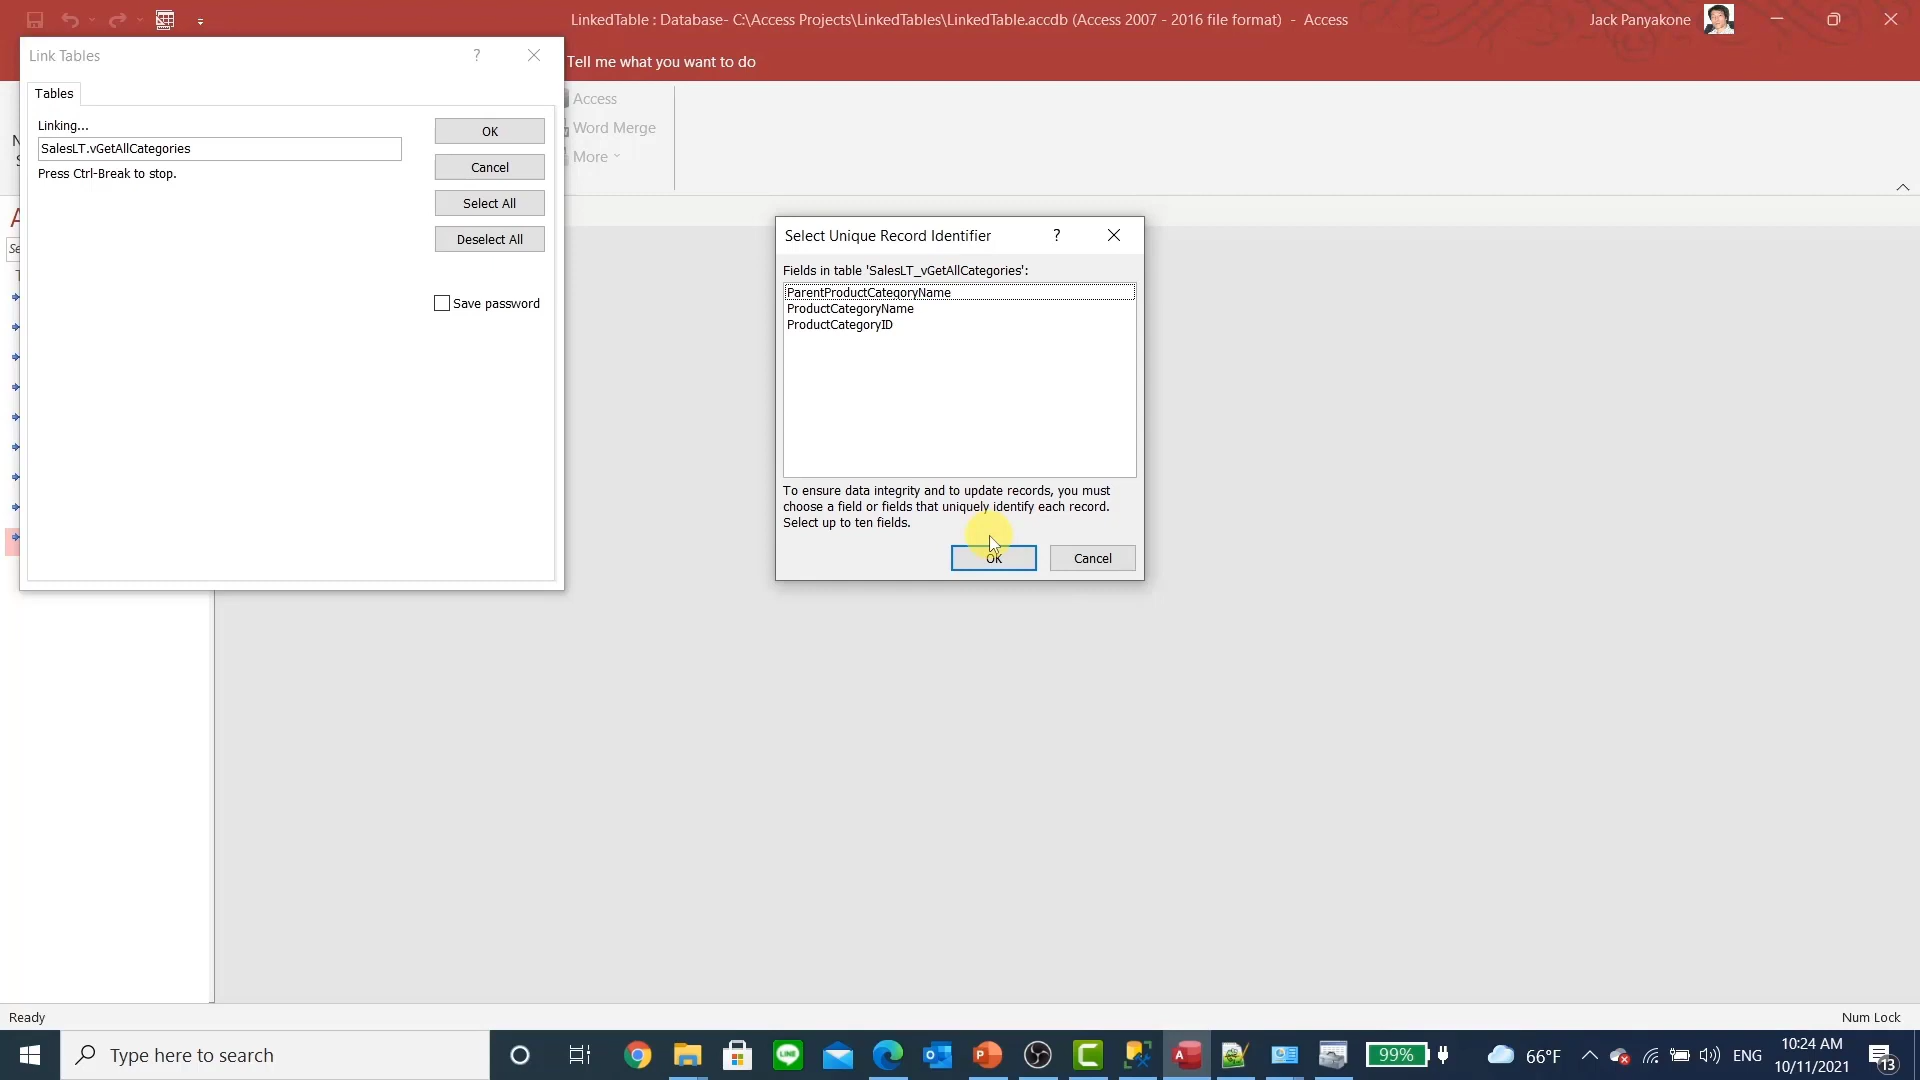 LinkedTable : Database- C:\Access Projects\LinkedTables\LinkedTable.accdb (Access 2007 - 2016 file format) - Access
Jack Panyakone
Link Tables
?
Tell me what you want to do
Tables
Linking...
OK
SalesLT.vGetAllCategories
Cancel
Press Ctrl-Break to stop.
Select All
Deselect All
Save password
Access
Word Merge
More
Select Unique Record Identifier
?
Fields in table 'SalesLT_vGetAllCategories':
ParentProductCategoryName
ProductCategoryName
ProductCategoryID
To ensure data integrity and to update records, you must
choose a field or fields that uniquely identify each record.
Select up to ten fields.
OK
Cancel
Ready
Num Lock
Type here to search
99%
66°F
ENG
10:24 AM
10/11/2021
13